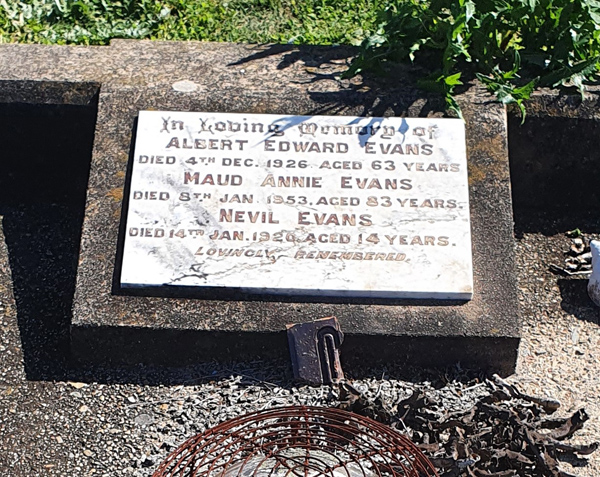 In Loving Memory of
ALBERT EDWARD EVANS
DIED 4TH DEC. 1926. AGED 63 YEARS
MAUD ANNIE EVANS
DIED 8TH JAN. 1953. AGED 83 YEARS.
NEVIL EVANS
DIED 14TH JAN. 1920. AGED 14 YEARS.
LOVINGLY REMEMBERED.